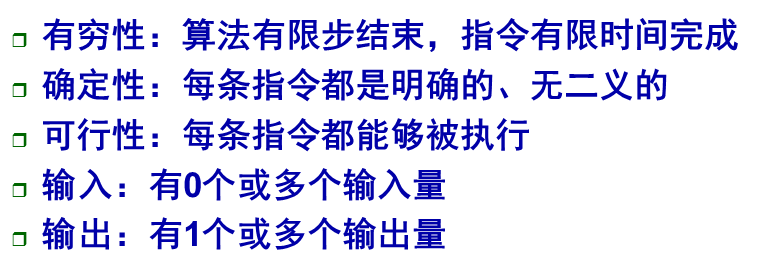 有穷性：算法有限步结束，指令有限时间完成
确定性：每条指令都是明确的、无二义的
可行性：每条指令都能够被执行
输入：有0个或多个输入量
输出：有1个或多个输出量